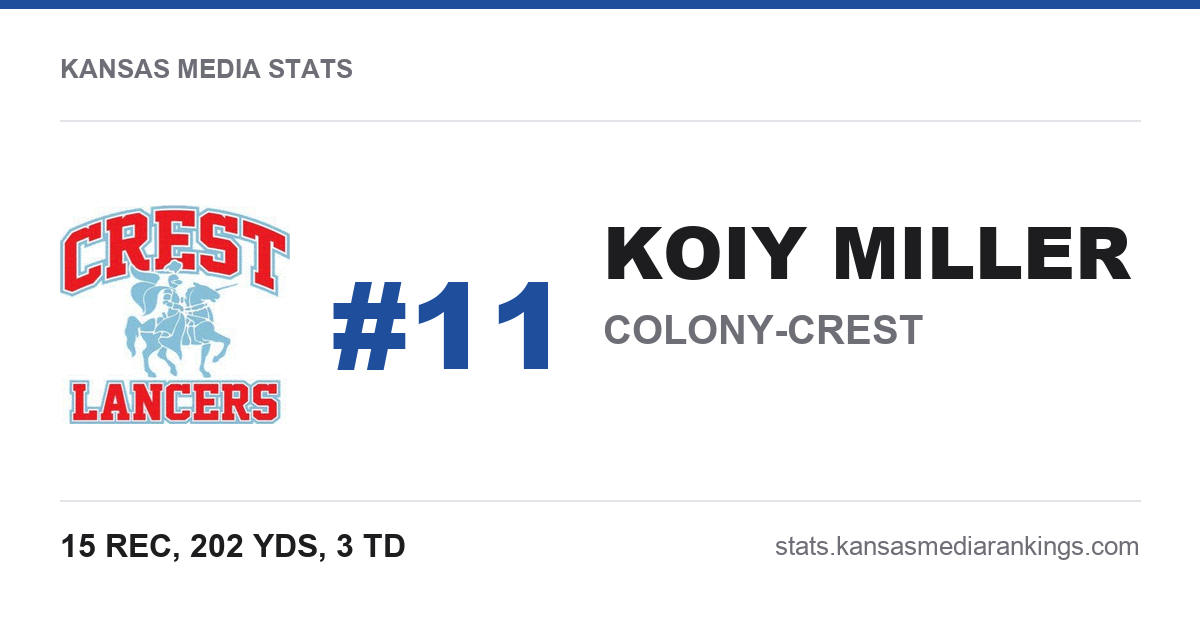 KANSAS MEDIA STATS
CREST
LANCERS
#11
KOIY MILLER
COLONY-CREST
15 REC, 202 YDS, 3 TD
stats.kansasmediarankings.com